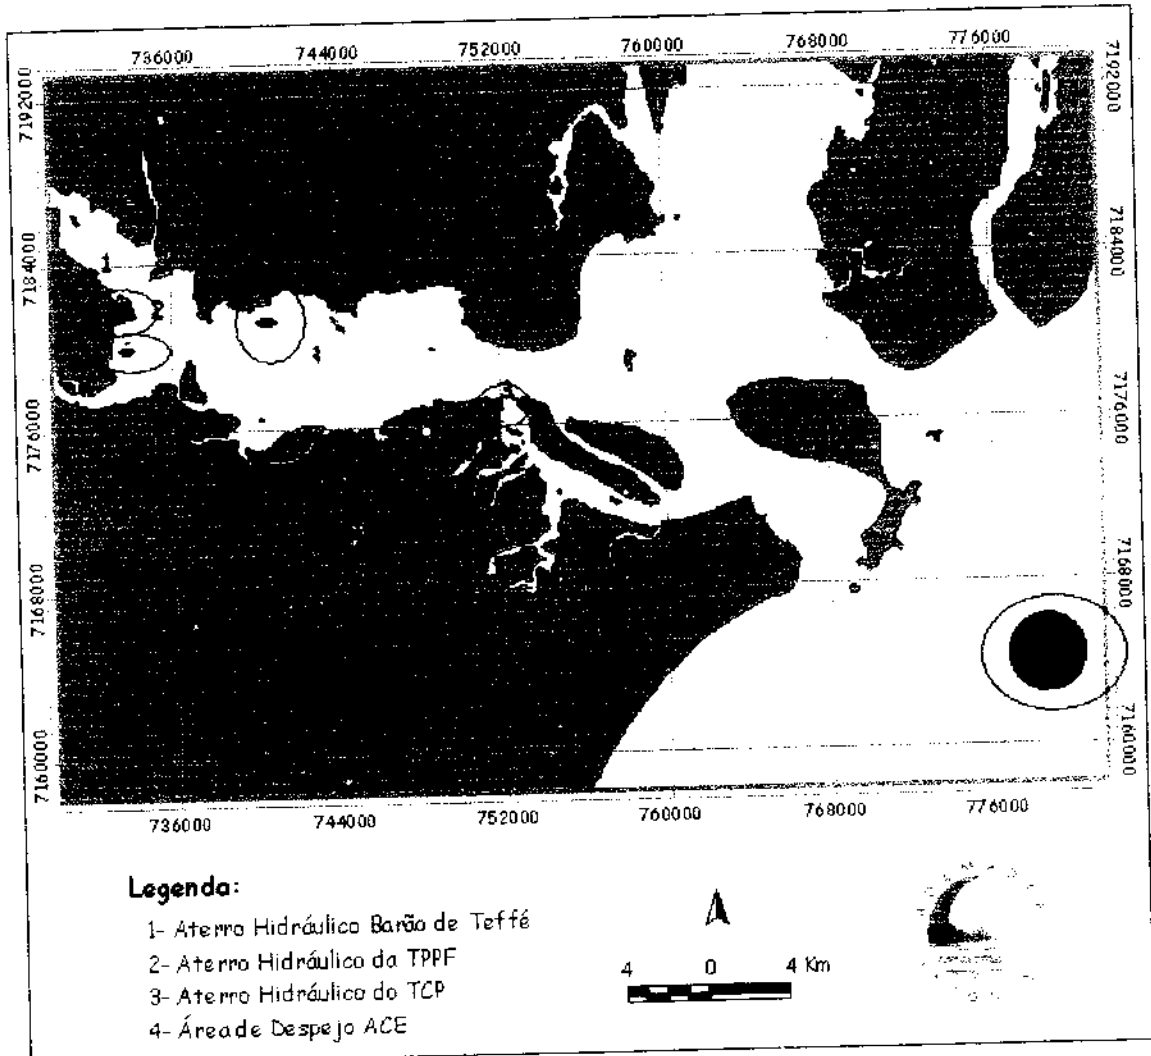 736000 744000 752000 760000 768000 776000
7192000 7192000
7184000 7184000
7176000 7176000
7168000 7168000
7160000 7160000
1
2
736000 744000 752000 760000 768000 776000
Legenda:
1- Aterro Hidráulico Barão de Teffé
2- Aterro Hidráulico da TPPF
3- Aterro Hidráulico do TCP
4- Área de Despejo ACE
4 0 4 Km